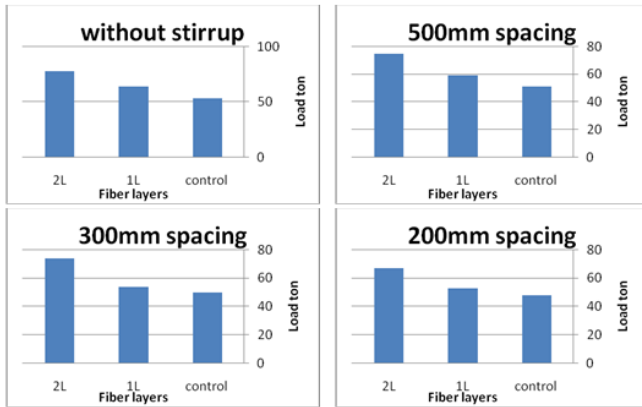 without stirrup
100
50
0
Load ton
2L 1L control
Fiber layers
500mm spacing
80
60
40
20
0
Load ton
2L 1L control
Fiber layers
300mm spacing
80
60
40
20
0
Load ton
2L 1L control
Fiber layers
200mm spacing
80
60
40
20
0
Load ton
2L 1L control
Fiber layers